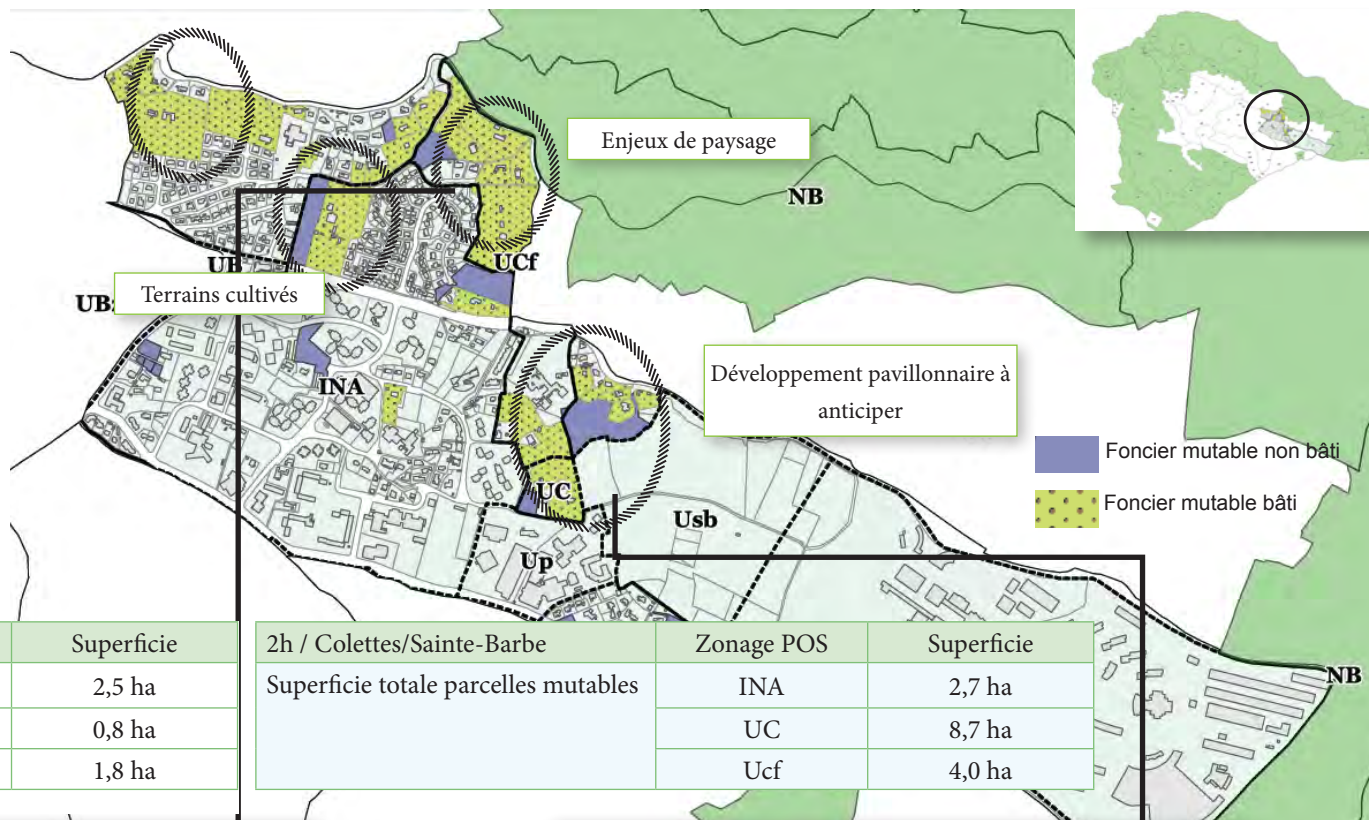 Enjeux de paysage
NB
UB
UCf
Terrains cultivés
UB
INA
Développement pavillonnaire à
anticiper
Foncier mutable non bâti
Foncier mutable bâti
UC
Usb
Up
NB
Superficie
2,5 ha
0,8 ha
1,8 ha
2h / Colettes/Sainte-Barbe Zonage POS Superficie
Superficie totale parcelles mutables INA 2,7 ha
UC 8,7 ha
Ucf 4,0 ha